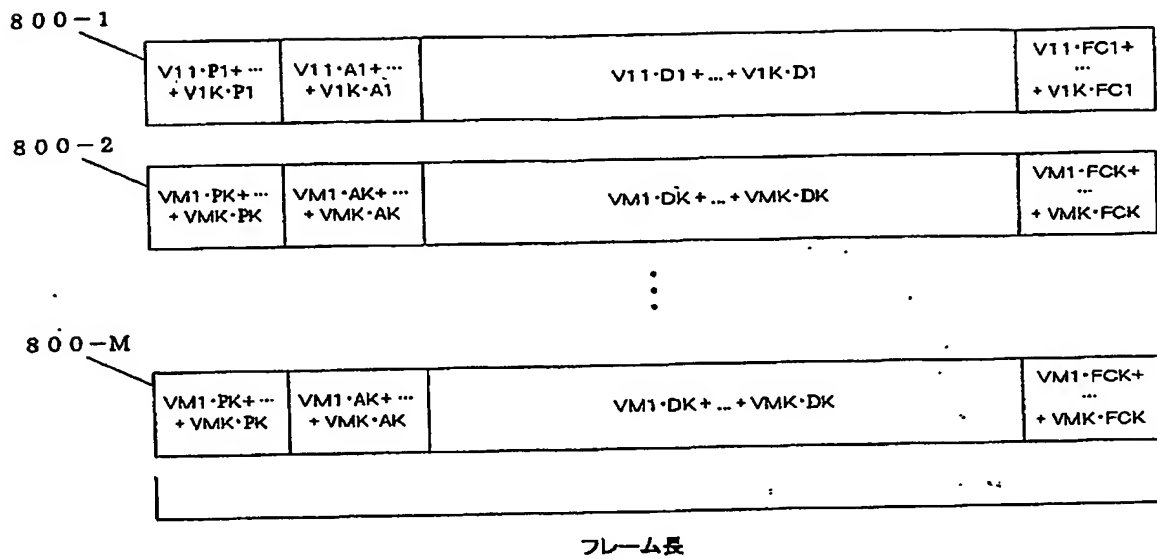 800-1
V11·P1+···
+V1K·P1
V11·A1+···
+V1K·A1
V11·D1+...+V1K·D1
V11·FC1+
···
+V1K·FC1
800-2
VM1·PK+···
+VMK·PK
VM1·AK+···
+VMK·AK
VM1·DK+...+VMK·DK
VM1·FCK+
···
+VMK·FCK
800-M
VM1·PK+···
+VMK·PK
VM1·AK+···
+VMK·AK
VM1·DK+...+VMK·DK
VM1·FCK+
···
+VMK·FCK
フレーム長